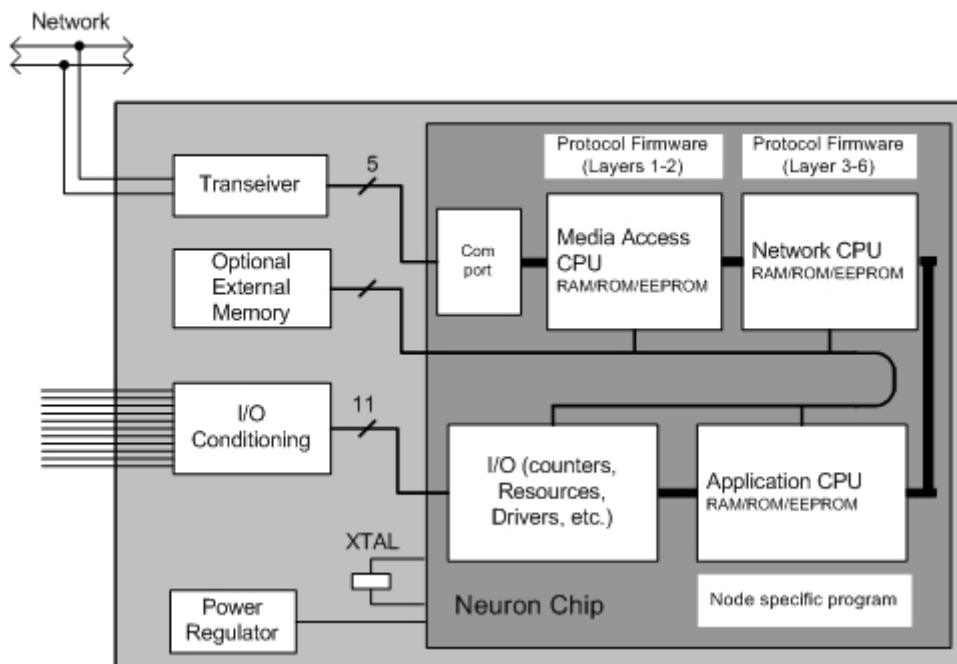 Network
Protocol Firmware
(Layers 1-2)
Protocol Firmware
(Layer 3-6)
5
Transeiver
Com
port
Media Access
CPU
RAM/ROM/EEPROM
Network CPU
RAM/ROM/EEPROM
Optional
External
Memory
I/O
Conditioning
11
I/O (counters,
Resources,
Drivers, etc.)
Application CPU
RAM/ROM/EEPROM
XTAL
Power
Regulator
Neuron Chip
Node specific program